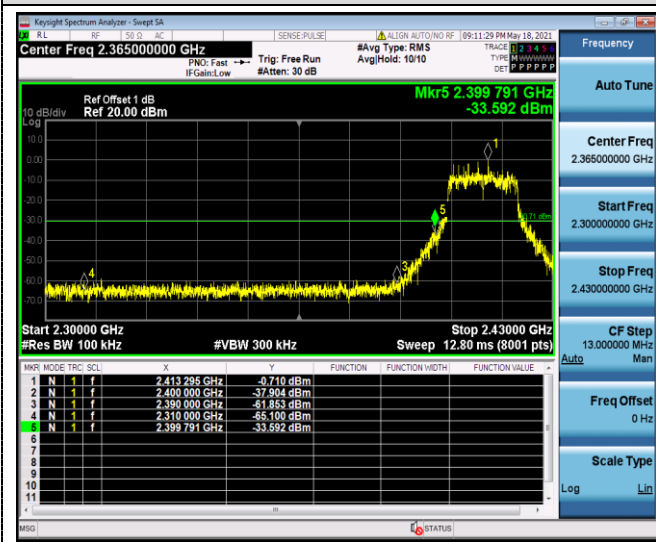 Keysight Spectrum Analyzer - Swept SA
RL RF 50 Ω AC SENSE:PULSE ALIGN AUTO/NO RF 09:11:29 PM May 18, 2021
Center Freq 2.365000000 GHz
PNO: Fast Trig: Free Run
IFGain:Low #Atten: 30 dB
#Avg Type: RMS
Avg|Hold: 10/10
TRACE 1 2 3 4 5 6
TYPE M WWWWW
DET P P P P P P
Frequency
Auto Tune
Ref Offset 1 dB
10 dB/div Ref 20.00 dBm
Log
Mkr5 2.399 791 GHz
-33.592 dBm
10.0
0.00
-10.0
-20.0
-30.0
-40.0
-50.0
-60.0
-70.0
1
5
3
4
Center Freq
2.365000000 GHz
Start Freq
2.300000000 GHz
Stop Freq
2.430000000 GHz
Start 2.30000 GHz Stop 2.43000 GHz
#Res BW 100 kHz #VBW 300 kHz Sweep 12.80 ms (8001 pts)
CF Step
13.000000 MHz
Auto Man
MKR MODE TRC SCL X Y FUNCTION FUNCTION WIDTH FUNCTION VALUE
1 N 1 f 2.413 295 GHz -0.710 dBm
2 N 1 f 2.400 000 GHz -37.904 dBm
3 N 1 f 2.390 000 GHz -61.853 dBm
4 N 1 f 2.310 000 GHz -65.100 dBm
5 N 1 f 2.399 791 GHz -33.592 dBm
6
7
8
9
10
11
Freq Offset
0 Hz
Scale Type
Log Lin
MSG STATUS